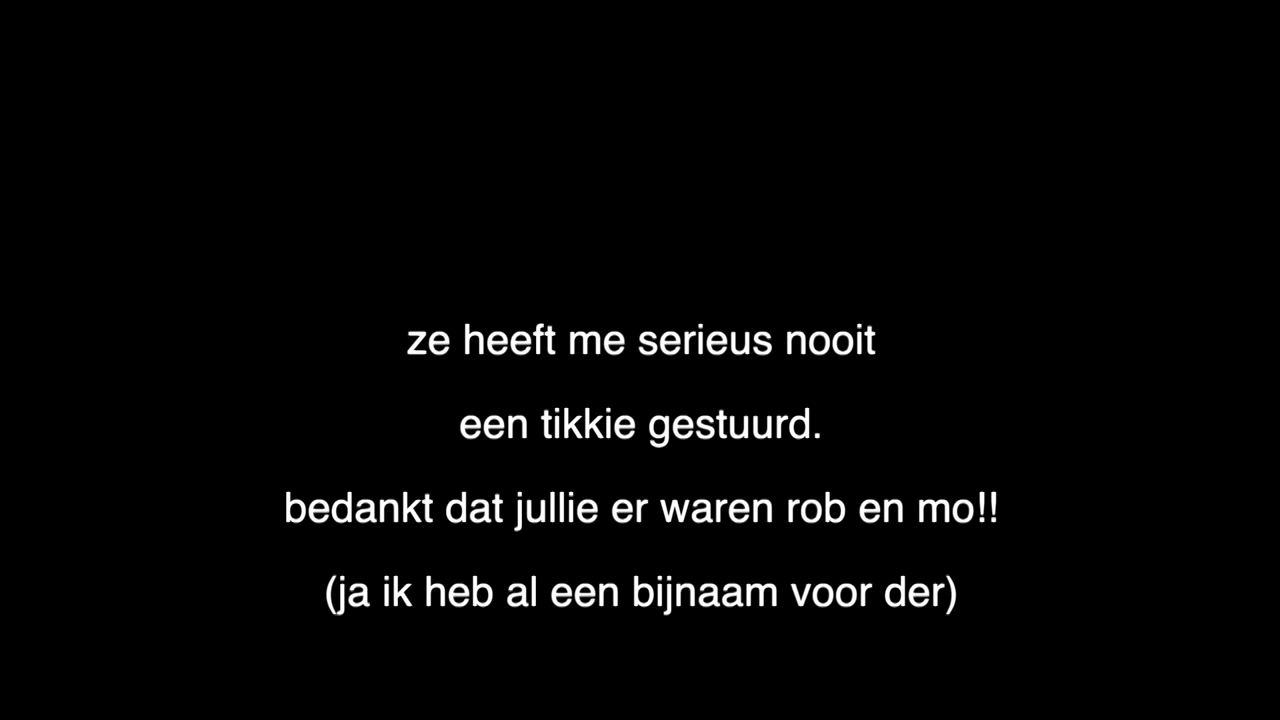 ze heeft me serieus nooit
een tikkie gestuurd.
bedankt dat jullie er waren rob en mo!!
(ja ik heb al een bijnaam voor der)